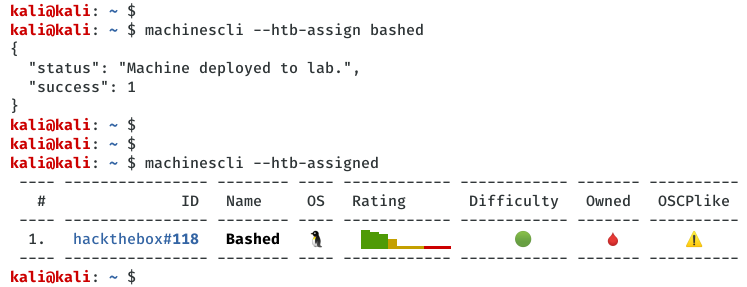 kali@kali: ~ $
kali@kali: ~ $ machinescli --htb-assign bashed
{
  "status": "Machine deployed to lab.",
  "success": 1
}
kali@kali: ~ $
kali@kali: ~ $
kali@kali: ~ $ machinescli --htb-assigned
---- --------------- -------- ---- ------------ ------------ ------- ----------
# ID Name OS Rating Difficulty Owned OSCPlike
---- --------------- -------- ---- ------------ ------------ ------- ----------
1. hackthebox#118 Bashed
---- --------------- -------- ---- ------------ ------------ ------- ----------
kali@kali: ~ $